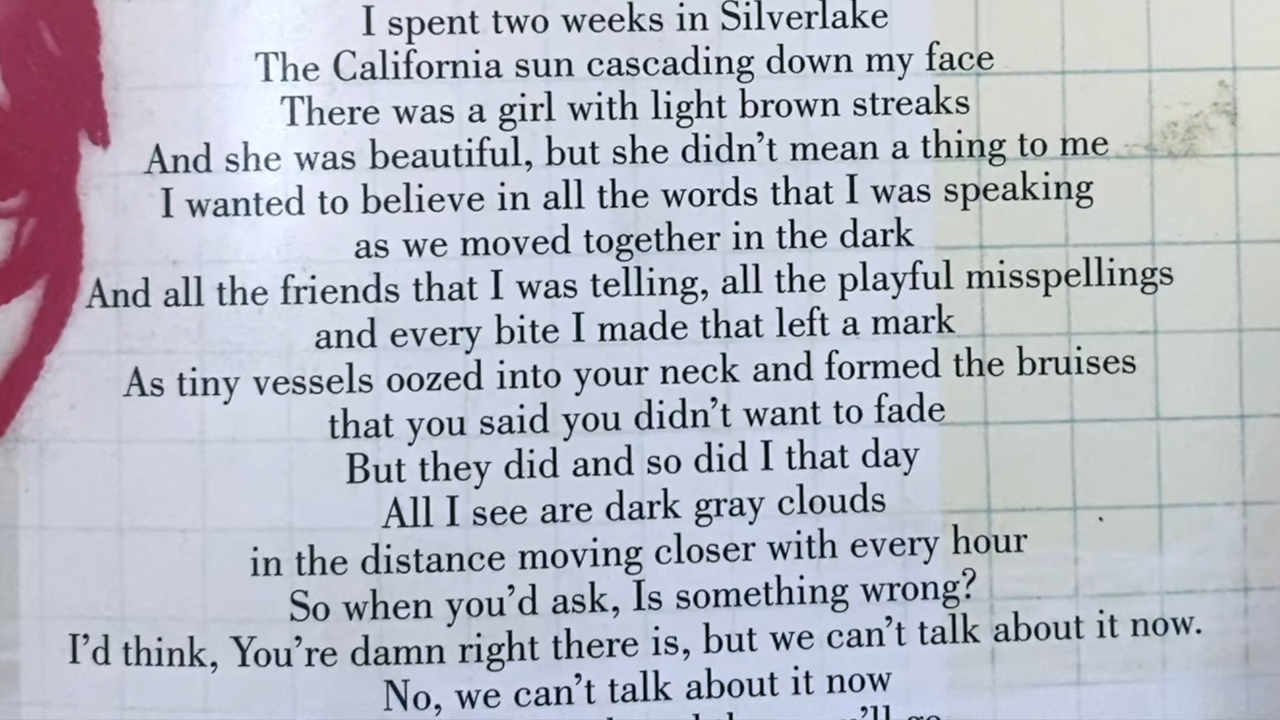 I spent two weeks in Silverlake
The California sun cascading down my face
There was a girl with light brown streaks
And she was beautiful, but she didn't mean a thing to me
I wanted to believe in all the words that I was speaking
as we moved together in the dark
And all the friends that I was telling, all the playful misspellings
and every bite I made that left a mark
As tiny vessels oozed into your neck and formed the bruises
that you said you didn't want to fade
But they did and so did I that day
All I see are dark gray clouds
in the distance moving closer with every hour
So when you'd ask, Is something wrong?
I'd think, You're damn right there is, but we can't talk about it now.
No, we can't talk about it now